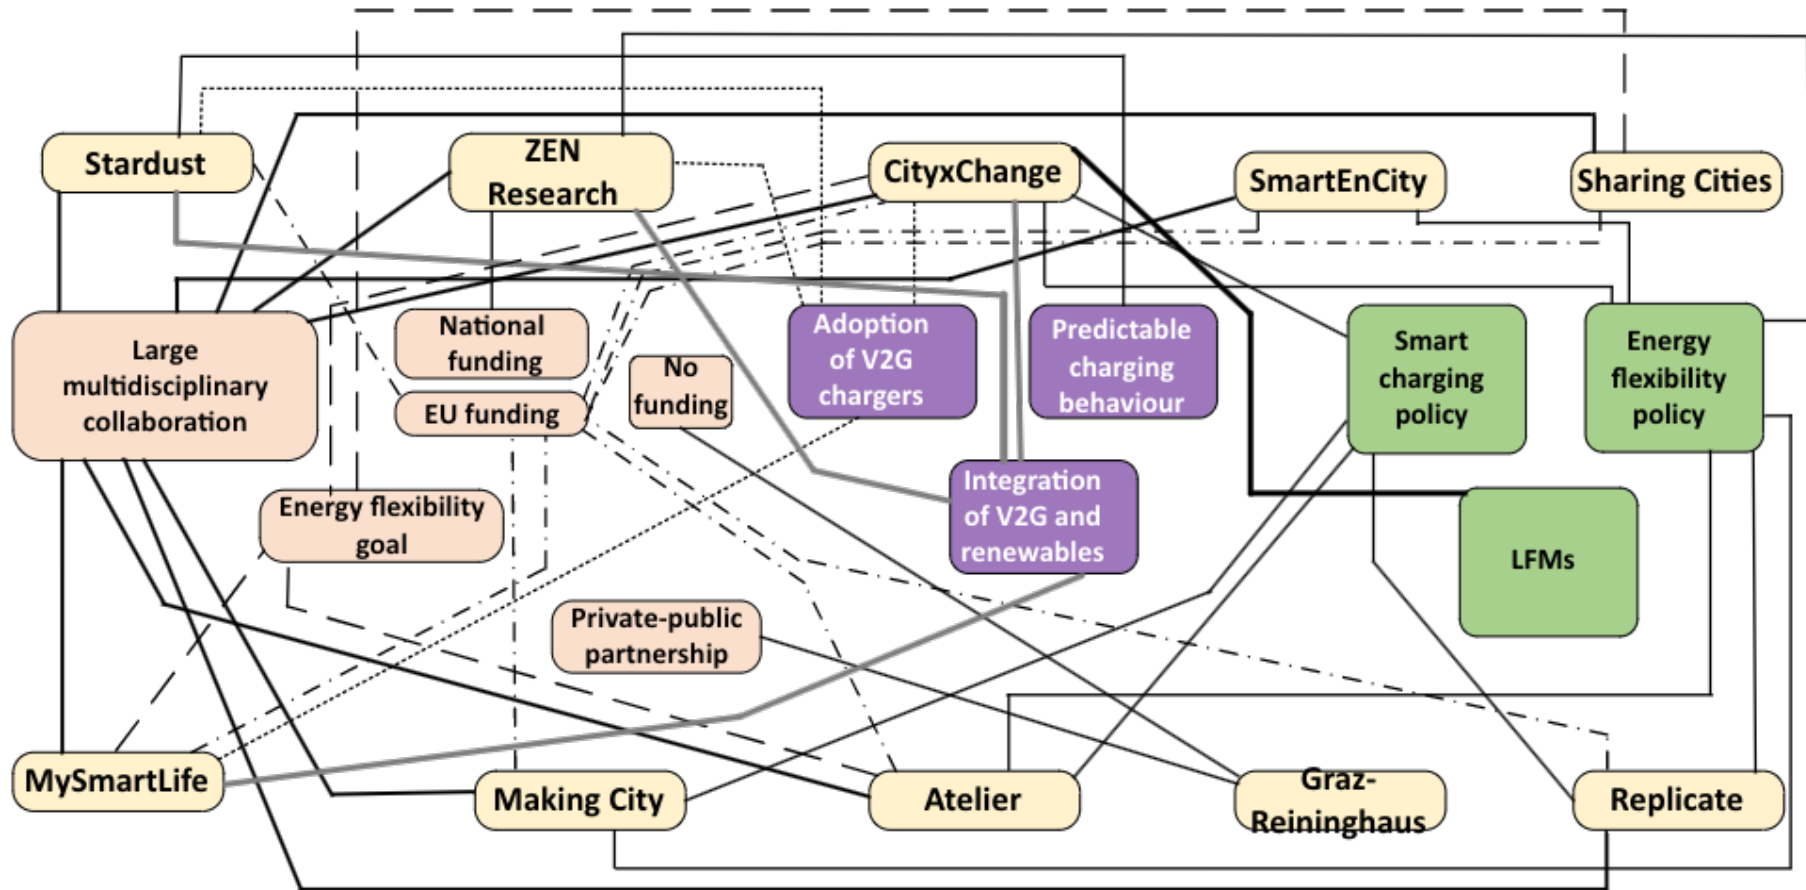 Stardust
ZEN
Research
CityxChange
SmartEnCity
Sharing Cities
Large
multidisciplinary
collaboration
National
funding
EU funding
No
funding
Adoption
of V2G
chargers
Predictable
charging
behaviour
Smart
charging
policy
Energy
flexibility
policy
Energy flexibility
goal
Integration
of V2G and
renewables
LFMs
Private-public
partnership
MySmartLife
Making City
Atelier
Graz-
Reininghaus
Replicate